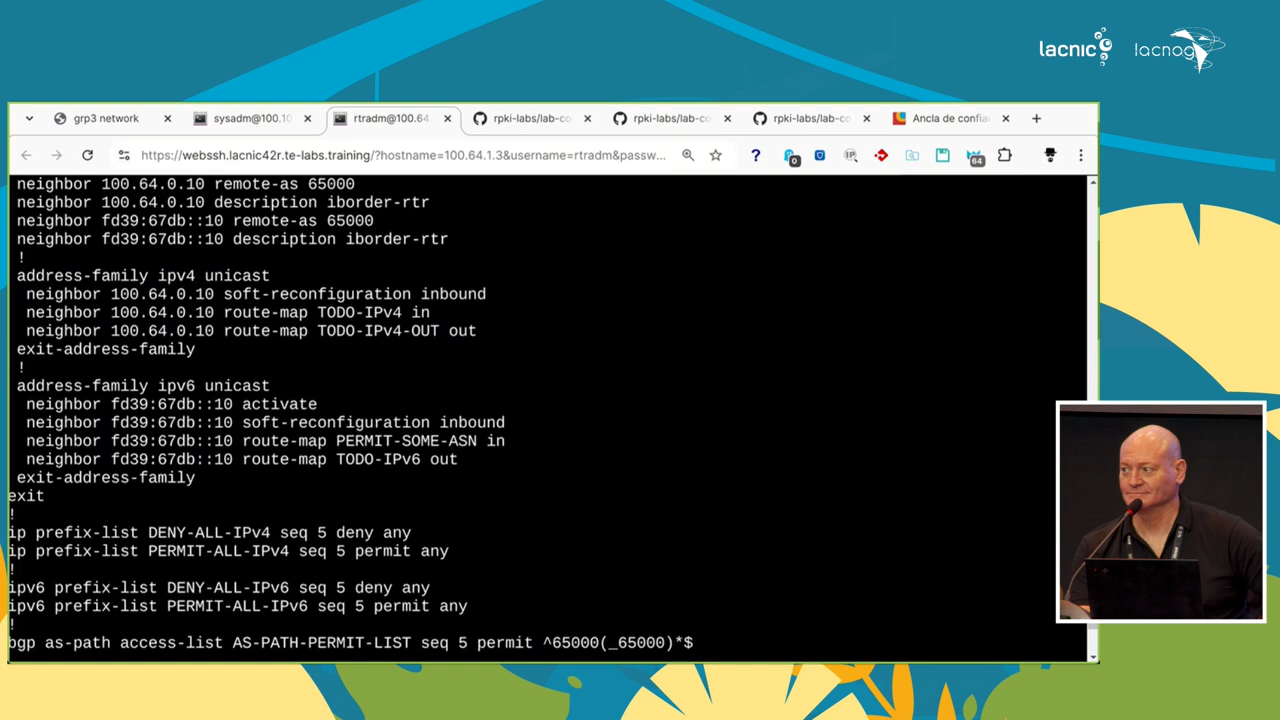 lacnic
lacnog
grp3 network
sysadm@100.10
rtradm@100.64
rpki-labs/lab-co
rpki-labs/lab-co
rpki-labs/lab-co
Ancla de confia
https://webssh.lacnic42r.te-labs.training/?hostname=100.64.1.3&username=rtradm&passw...
0
IP
64
neighbor 100.64.0.10 remote-as 65000
neighbor 100.64.0.10 description iborder-rtr
neighbor fd39:67db::10 remote-as 65000
neighbor fd39:67db::10 description iborder-rtr
!
address-family ipv4 unicast
neighbor 100.64.0.10 soft-reconfiguration inbound
neighbor 100.64.0.10 route-map TODO-IPv4 in
neighbor 100.64.0.10 route-map TODO-IPv4-OUT out
exit-address-family
!
address-family ipv6 unicast
neighbor fd39:67db::10 activate
neighbor fd39:67db::10 soft-reconfiguration inbound
neighbor fd39:67db::10 route-map PERMIT-SOME-ASN in
neighbor fd39:67db::10 route-map TODO-IPv6 out
exit-address-family
exit
!
ip prefix-list DENY-ALL-IPv4 seq 5 deny any
ip prefix-list PERMIT-ALL-IPv4 seq 5 permit any
!
ipv6 prefix-list DENY-ALL-IPv6 seq 5 deny any
ipv6 prefix-list PERMIT-ALL-IPv6 seq 5 permit any
!
bgp as-path access-list AS-PATH-PERMIT-LIST seq 5 permit ^65000(_65000)*$